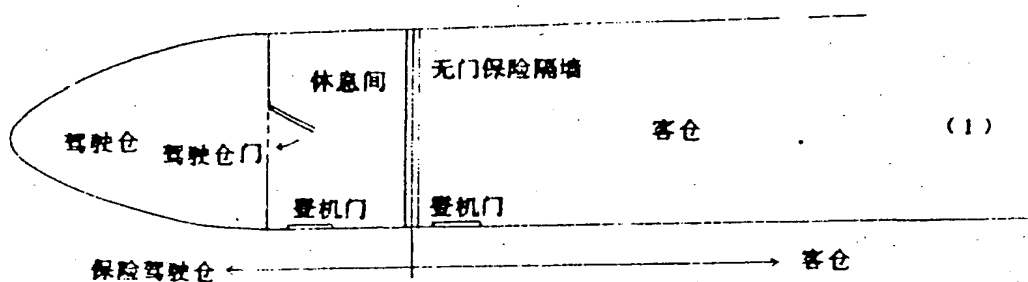 休息间
无门保险隔墙
驾驶仓
驾驶仓门
客仓
(1)
登机门
登机门
保险驾驶仓
客仓